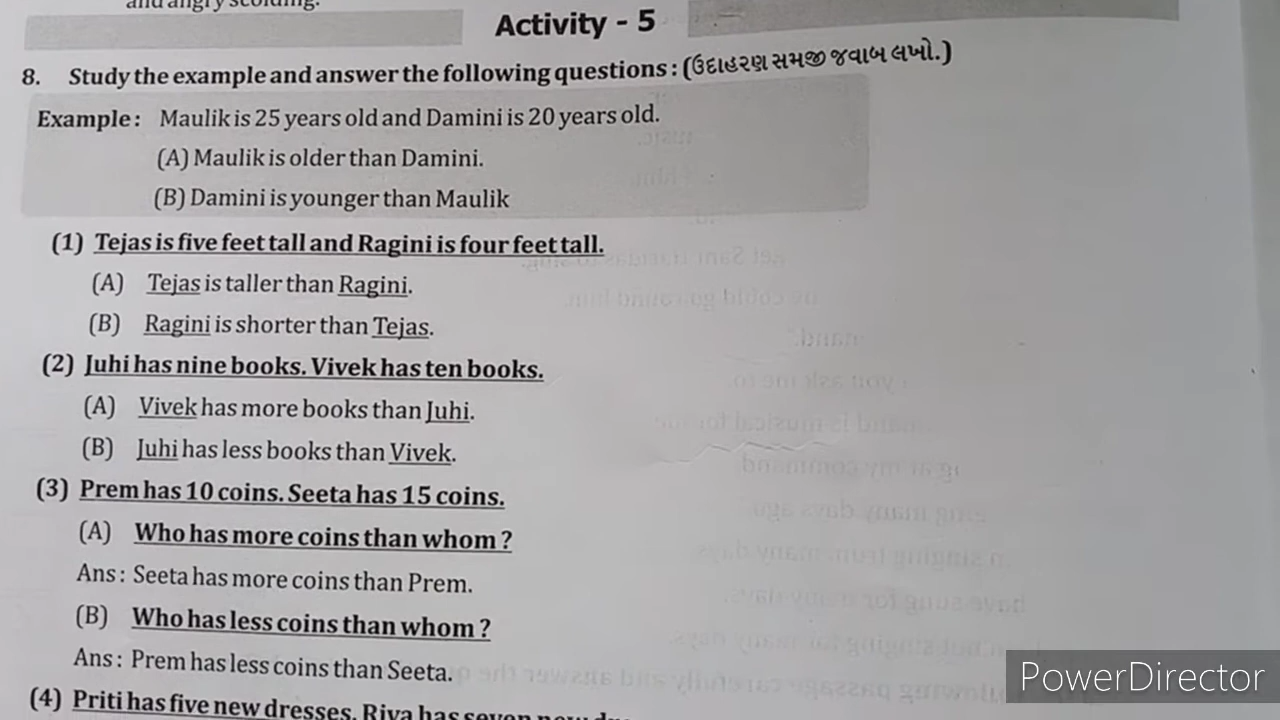 and angry scolding.
Activity - 5
8. Study the example and answer the following questions : (ઉદાહરણ સમજી જવાબ લખો.)
Example : Maulik is 25 years old and Damini is 20 years old.
(A) Maulik is older than Damini.
(B) Damini is younger than Maulik
(1) Tejas is five feet tall and Ragini is four feet tall.
(A) Tejas is taller than Ragini.
(B) Ragini is shorter than Tejas.
(2) Juhi has nine books. Vivek has ten books.
(A) Vivek has more books than Juhi.
(B) Juhi has less books than Vivek.
(3) Prem has 10 coins. Seeta has 15 coins.
(A) Who has more coins than whom ?
Ans : Seeta has more coins than Prem.
(B) Who has less coins than whom ?
Ans : Prem has less coins than Seeta.
(4) Priti has five new dresses. Riya has seven new
PowerDirector